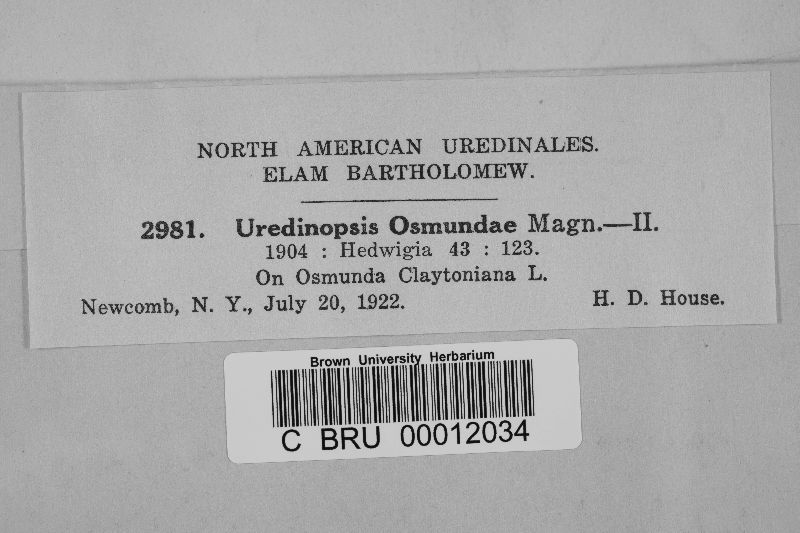 NORTH AMERICAN UREDINALES.
ELAM BARTHOLOMEW.
2981. Uredinopsis Osmundae Magn.—II.
1904 : Hedwigia 43 : 123.
On Osmunda Claytoniana L.
Newcomb, N. Y., July 20, 1922. H. D. House.
Brown University Herbarium
C BRU 00012034